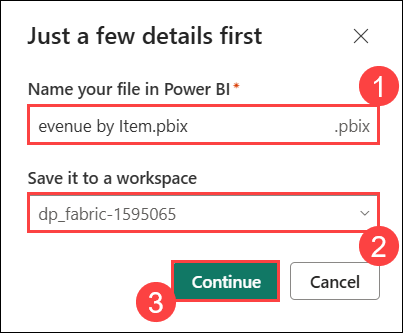 Just a few details first
1
Name your file in Power BI *
evenue by Item.pbix .pbix
Save it to a workspace
dp_fabric-1595065
2
3 Continue Cancel